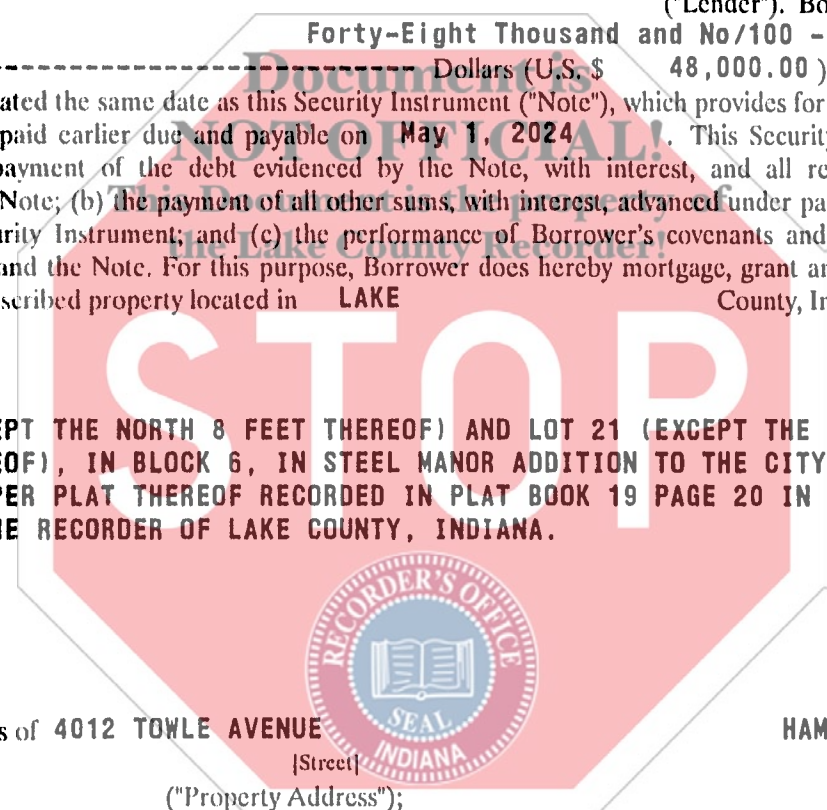 ("Lender"). Bo
Forty-Eight Thousand and No/100 -
---------------------------- Dollars (U.S. $ 48,000.00 )
Document is
ated the same date as this Security Instrument ("Note"), which provides for
paid earlier due and payable on May 1, 2024 . This Security
NOT OFFICIAL!
payment of the debt evidenced by the Note, with interest, and all re
Note; (b) the payment of all other sums, with interest, advanced under pa
This Document is the property of
urity Instrument; and (c) the performance of Borrower's covenants and
the Lake County Recorder!
and the Note. For this purpose, Borrower does hereby mortgage, grant an
scribed property located in LAKE County, In
STOP
EPT THE NORTH 8 FEET THEREOF) AND LOT 21 (EXCEPT THE
EOF), IN BLOCK 6, IN STEEL MANOR ADDITION TO THE CITY
PER PLAT THEREOF RECORDED IN PLAT BOOK 19 PAGE 20 IN
HE RECORDER OF LAKE COUNTY, INDIANA.
RECORDER'S OFFICE
SEAL
INDIANA
s of 4012 TOWLE AVENUE HAM
[Street]
("Property Address");